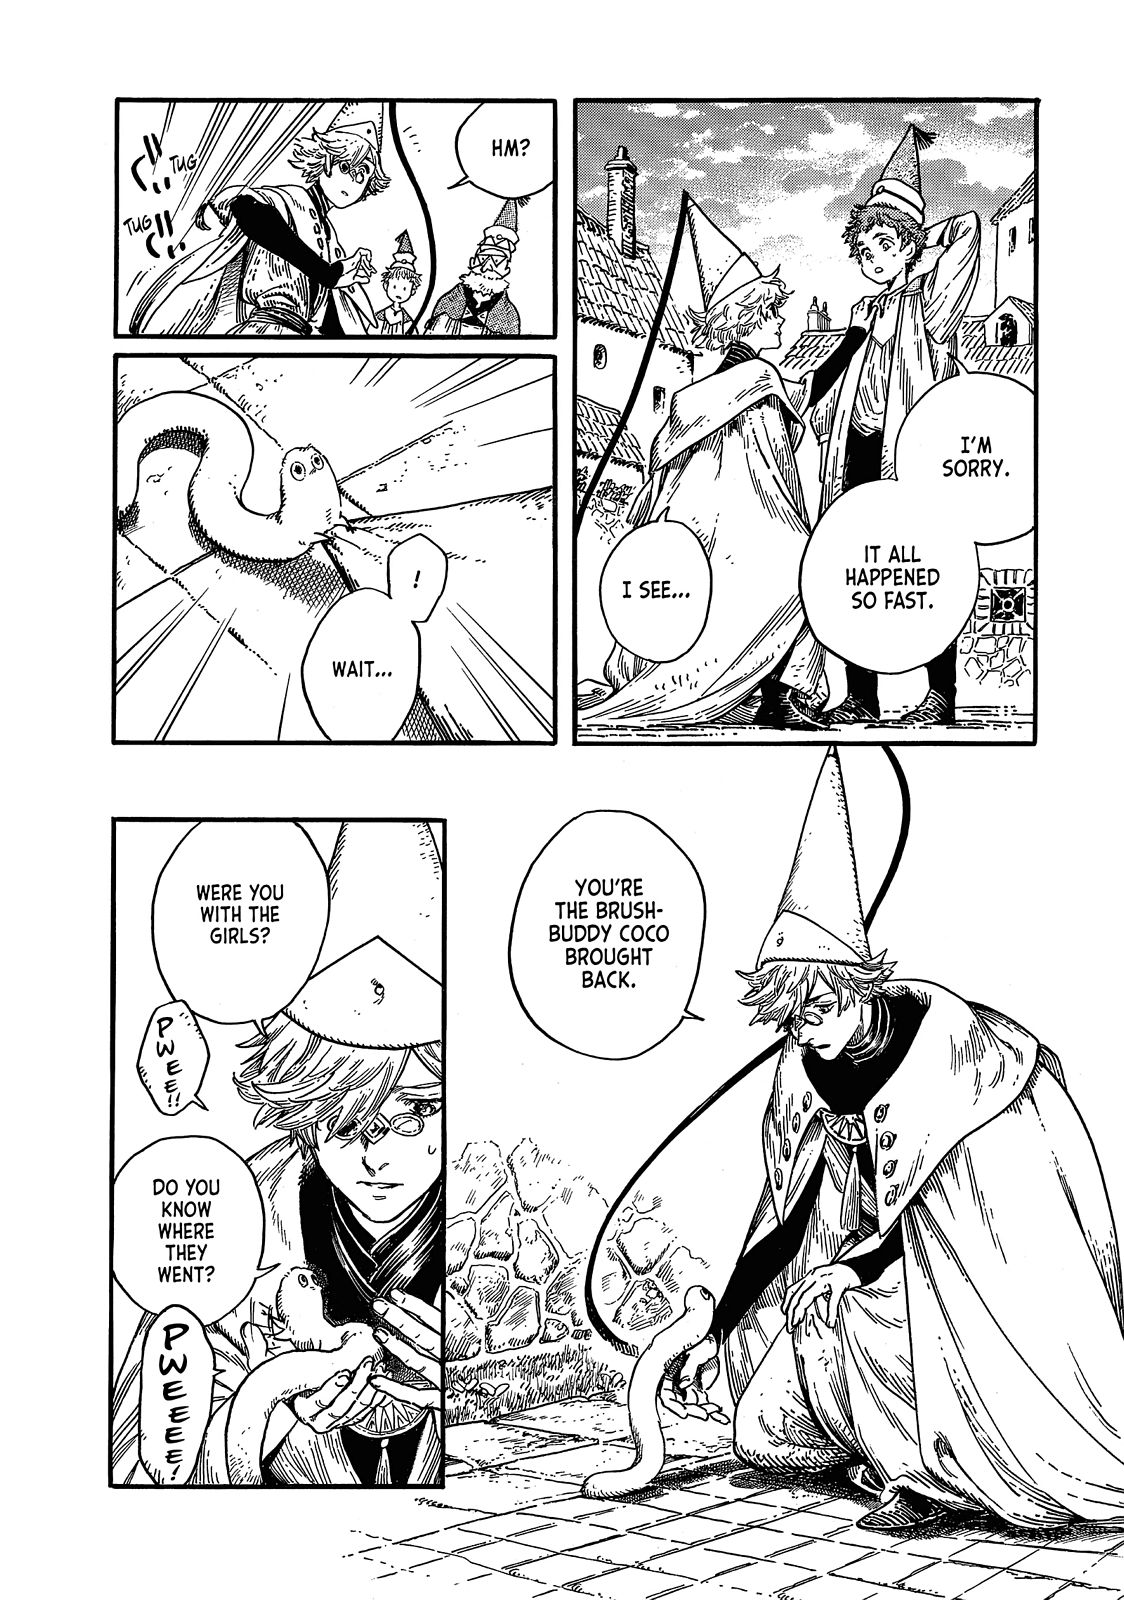 I'M
SORRY.
IT ALL
HAPPENED
SO FAST.
I SEE...
HM?
TUG
TUG
!
WAIT...
YOU'RE
THE BRUSH-
BUDDY COCO
BROUGHT
BACK.
WERE YOU
WITH THE
GIRLS?
PWEE!!
DO YOU
KNOW
WHERE
THEY
WENT?
PWEEEE!